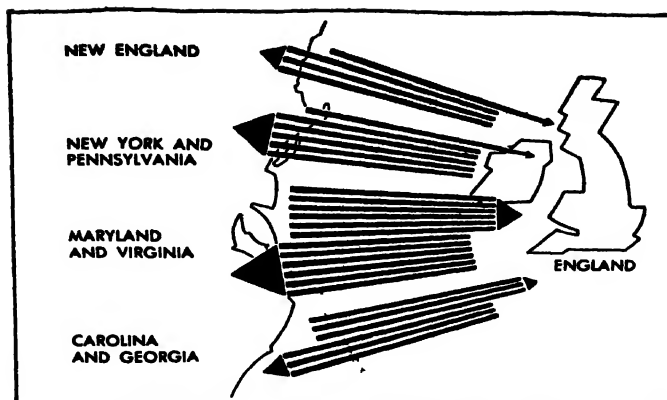 NEW ENGLAND
NEW YORK AND
PENNSYLVANIA
MARYLAND
AND VIRGINIA
ENGLAND
CAROLINA
AND GEORGIA